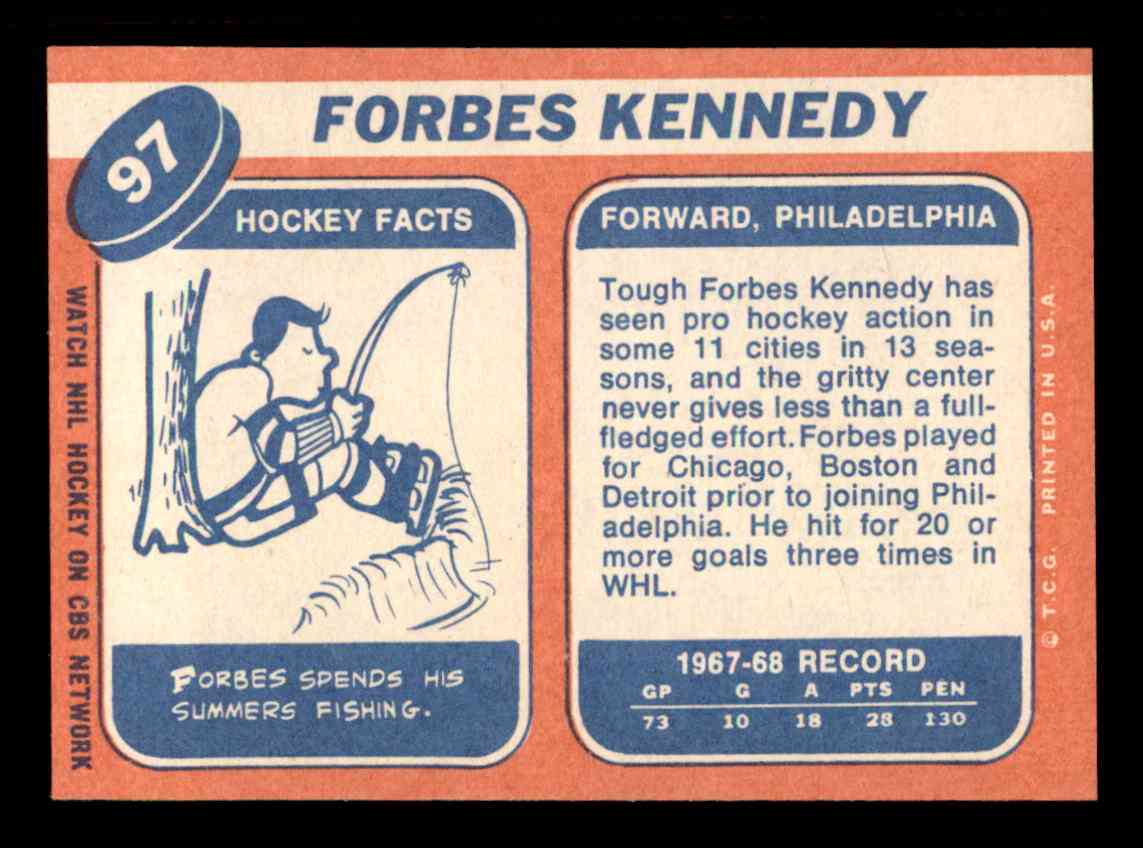 97
FORBES KENNEDY
HOCKEY FACTS
FORBES SPENDS HIS
SUMMERS FISHING.
FORWARD, PHILADELPHIA
Tough Forbes Kennedy has
seen pro hockey action in
some 11 cities in 13 sea-
sons, and the gritty center
never gives less than a full-
fledged effort. Forbes played
for Chicago, Boston and
Detroit prior to joining Phil-
adelphia. He hit for 20 or
more goals three times in
WHL.
1967-68 RECORD
GP G A PTS PEN
73 10 18 28 130
WATCH NHL HOCKEY ON CBS NETWORK
© T.C.G. PRINTED IN U.S.A.